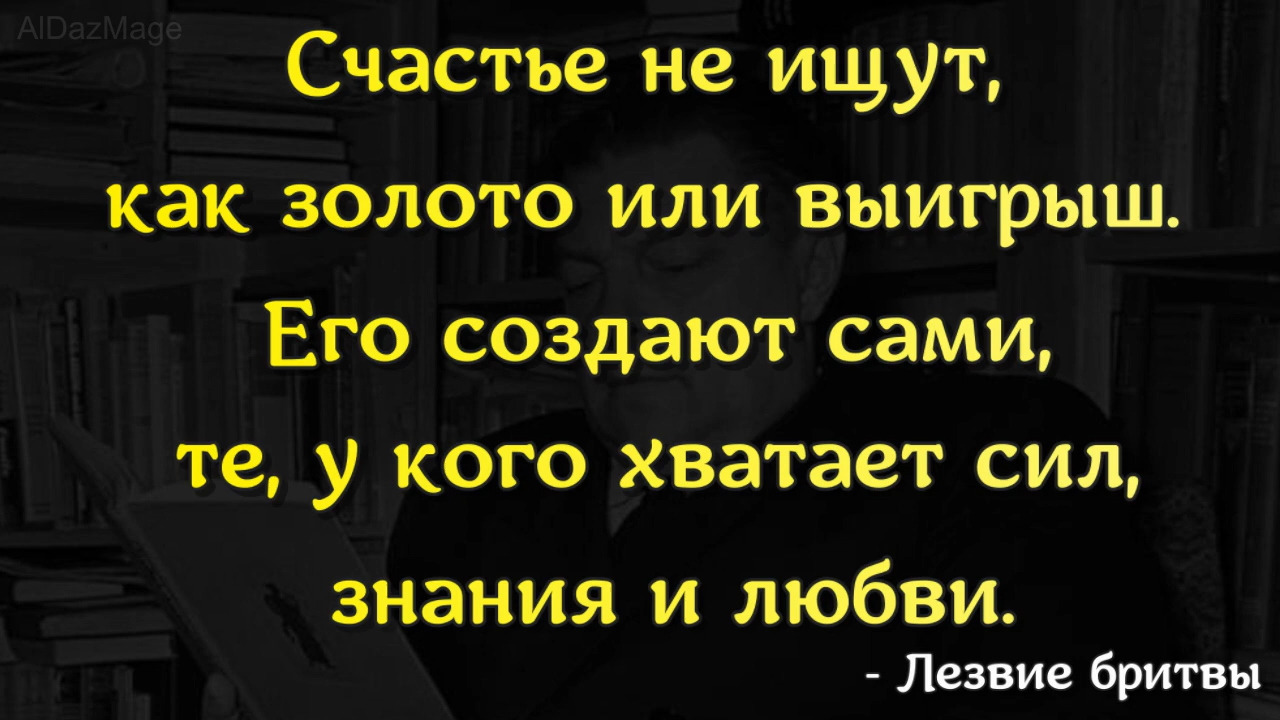 AlDazMage
Счастье не ищут,
как золото или выигрыш.
Его создают сами,
те, у кого хватает сил,
знания и любви.
- Лезвие бритвы